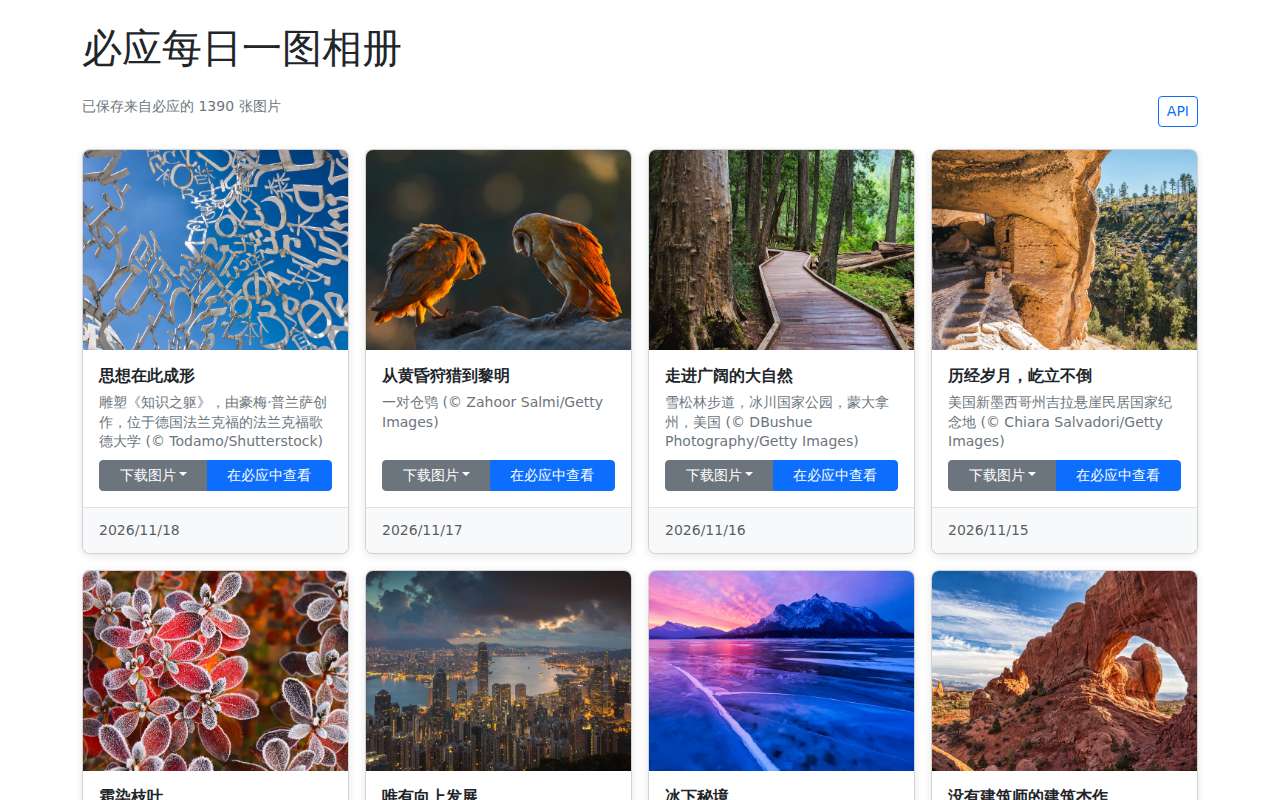 必应每日一图相册
已保存来自必应的 1390 张图片
API
思想在此成形
雕塑《知识之躯》，由豪梅·普兰萨创
作，位于德国法兰克福的法兰克福歌
德大学 (© Todamo/Shutterstock)
下载图片
在必应中查看
2026/11/18
从黄昏狩猎到黎明
一对仓鸮 (© Zahoor Salmi/Getty
Images)
下载图片
在必应中查看
2026/11/17
走进广阔的大自然
雪松林步道，冰川国家公园，蒙大拿
州，美国 (© DBushue
Photography/Getty Images)
下载图片
在必应中查看
2026/11/16
历经岁月，屹立不倒
美国新墨西哥州吉拉悬崖民居国家纪
念地 (© Chiara Salvadori/Getty
Images)
下载图片
在必应中查看
2026/11/15
霜染枝叶
唯有向上发展
冰下秘境
没有建筑师的建筑杰作